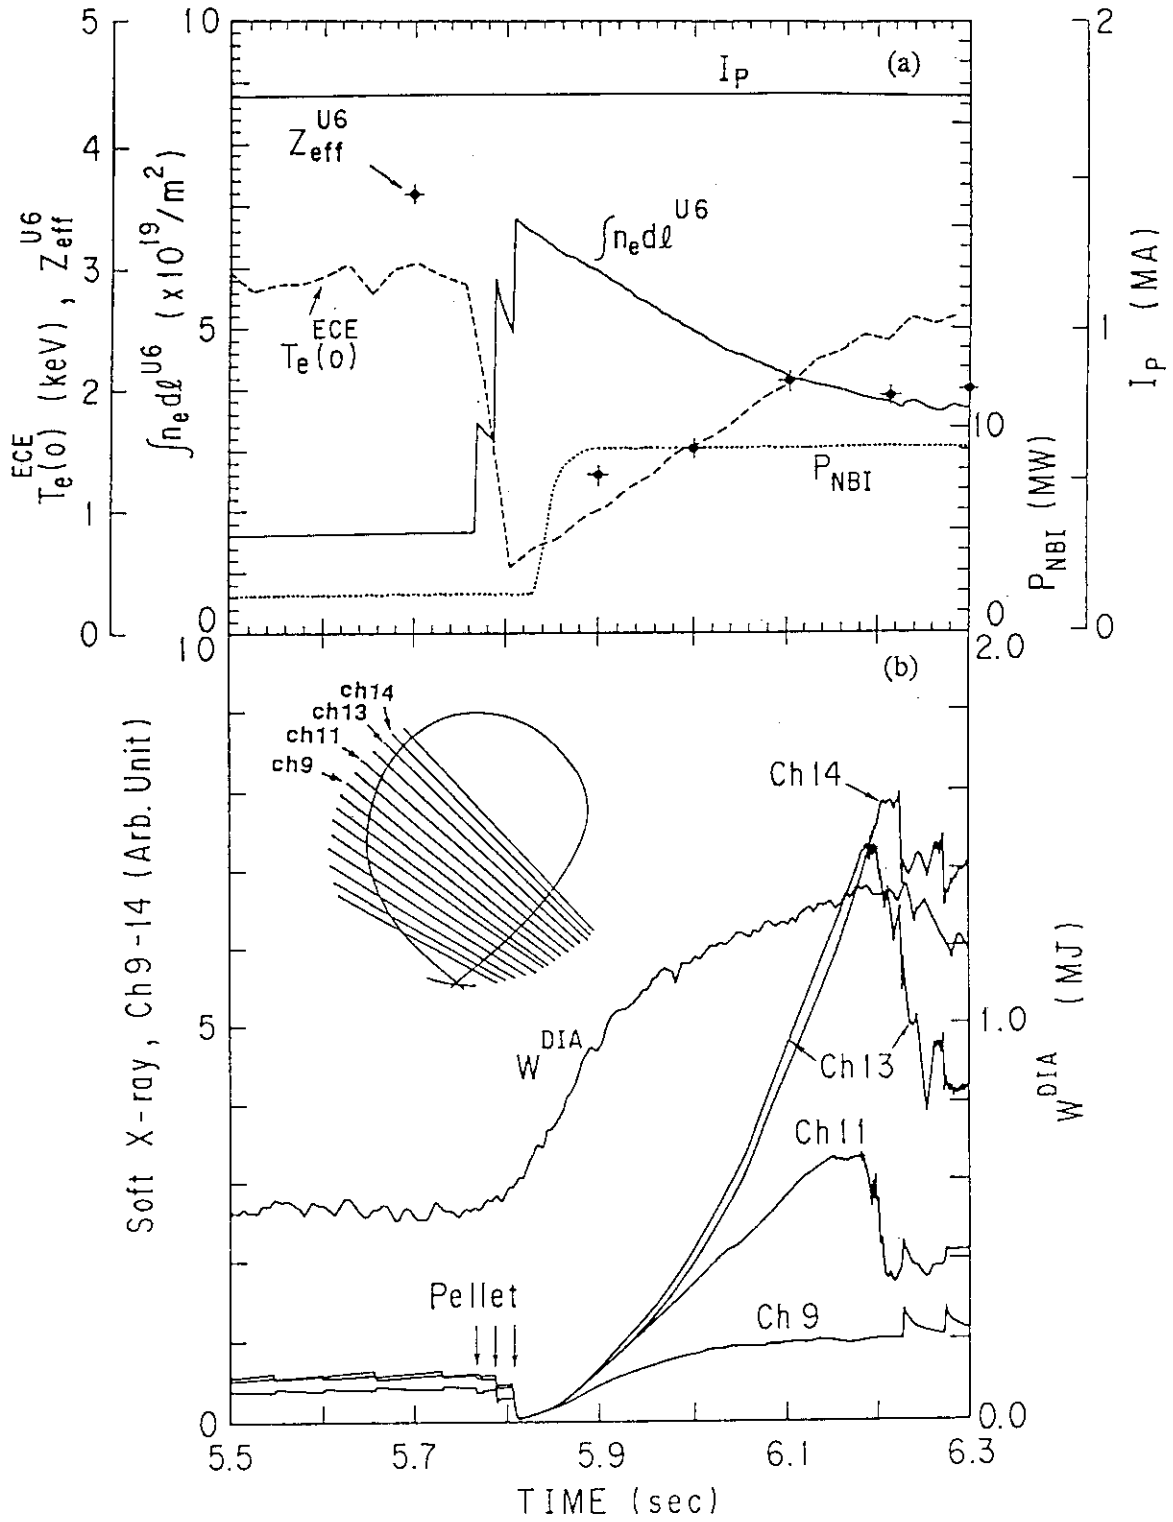 5
4
3
2
1
0
T_e(0)^ECE (keV), Z_eff^U6
10
5
0
∫n_e dℓ^U6 (x10^19/m^2)
I_P
(a)
Z_eff^U6
∫n_e dℓ^U6
T_e(0)^ECE
P_NBI
10
0
P_NBI (MW)
2
1
0
I_P (MA)
10
5
0
Soft X-ray, Ch9-14 (Arb. Unit)
(b)
ch14
ch13
ch11
ch9
Ch14
W^DIA
Ch13
Ch11
Pellet
Ch9
2.0
1.0
0.0
W^DIA (MJ)
5.5 5.7 5.9 6.1 6.3
TIME (sec)